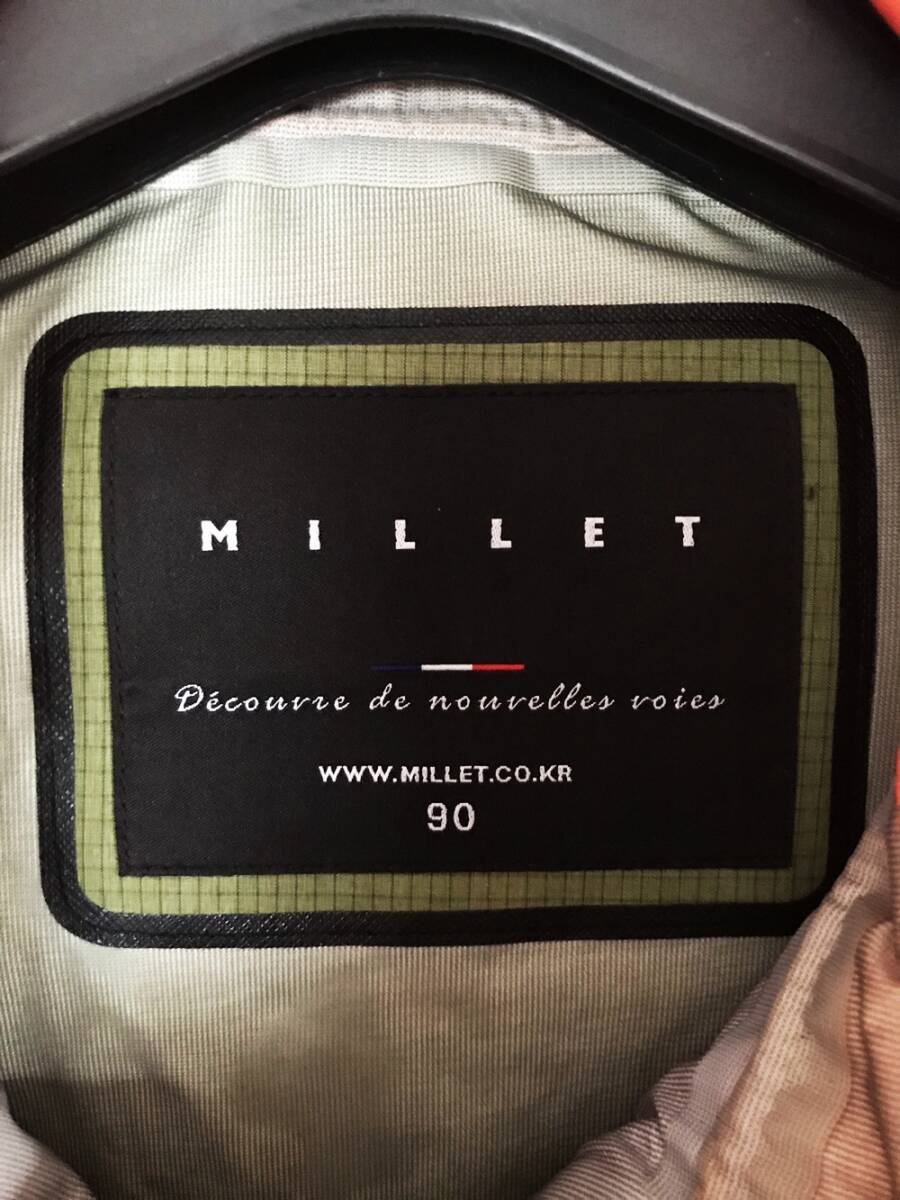 MILLET
Découvre de nouvelles voies
WWW.MILLET.CO.KR
90